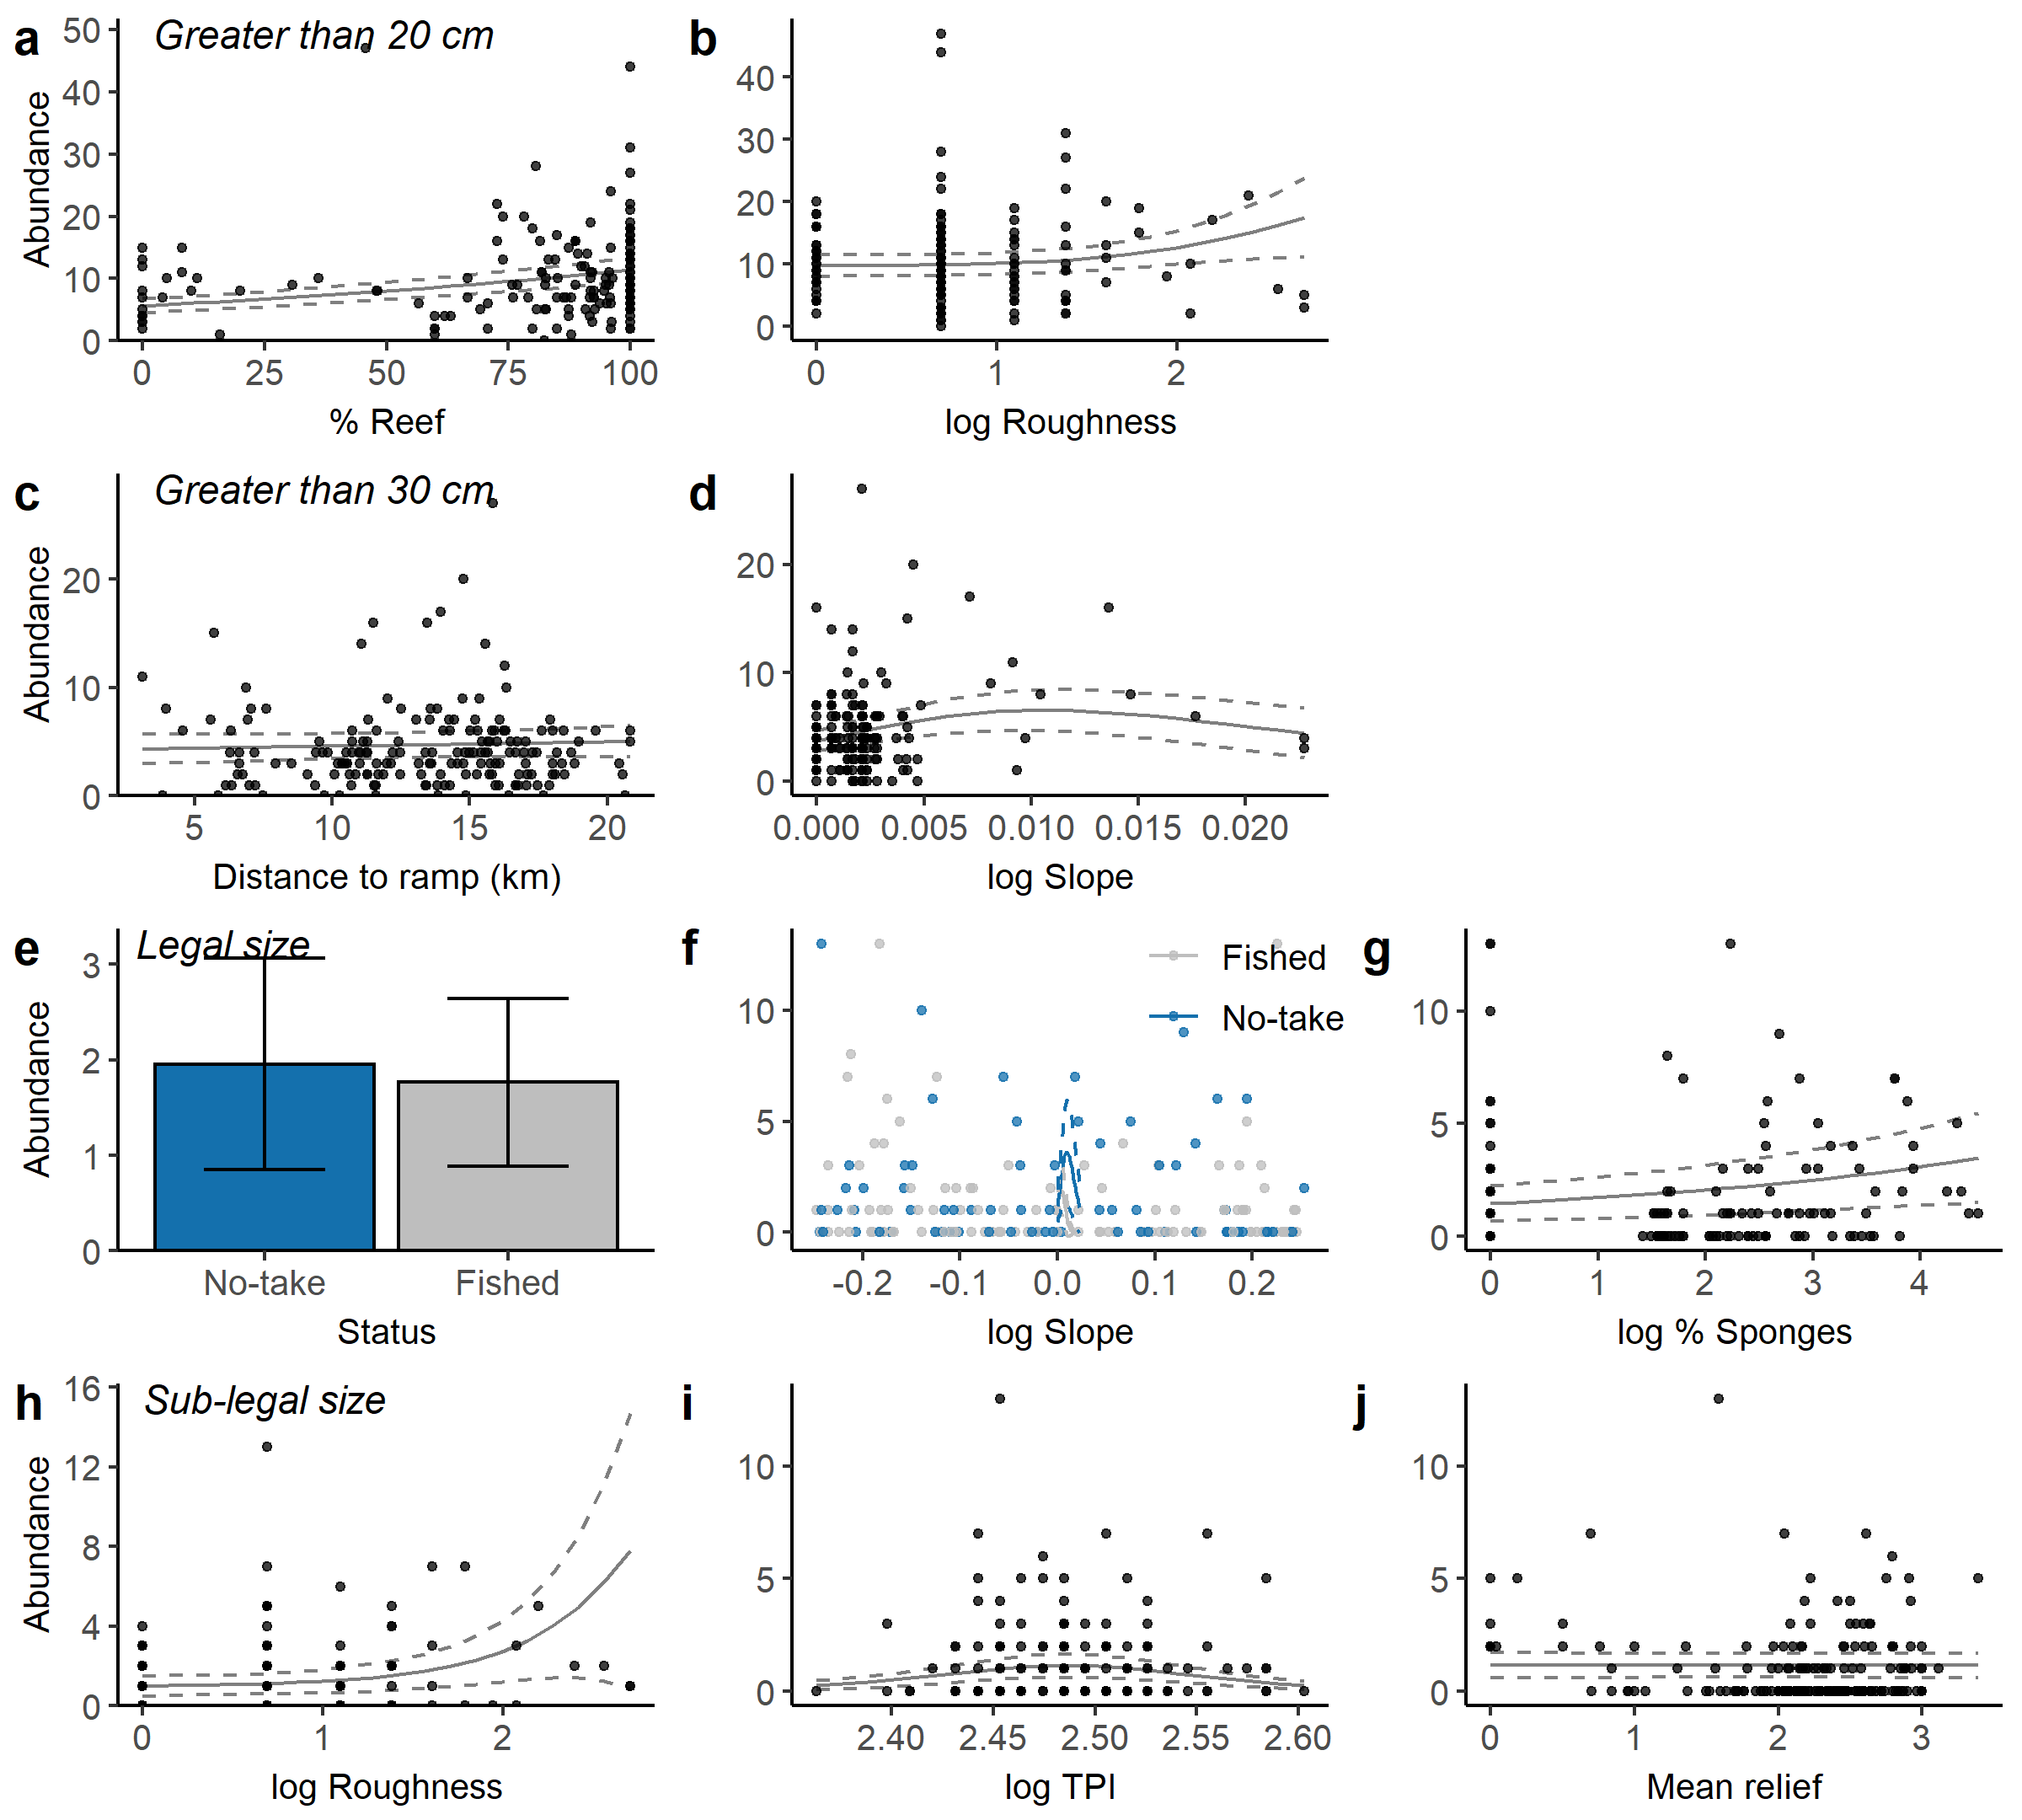 a Greater than 20 cm b
50
40
30
20
10
0
Abundance
0 25 50 75 100
% Reef
40
30
20
10
0
0 1 2
log Roughness
c Greater than 30 cm d
20
10
0
Abundance
5 10 15 20
Distance to ramp (km)
20
10
0
0.000 0.005 0.010 0.015 0.020
log Slope
e Legal size f g
3
2
1
0
Abundance
No-take Fished
Status
Fished
No-take
10
5
0
-0.2 -0.1 0.0 0.1 0.2
log Slope
10
5
0
0 1 2 3 4
log % Sponges
h Sub-legal size i j
16
12
8
4
0
Abundance
0 1 2
log Roughness
10
5
0
2.40 2.45 2.50 2.55 2.60
log TPI
10
5
0
0 1 2 3
Mean relief